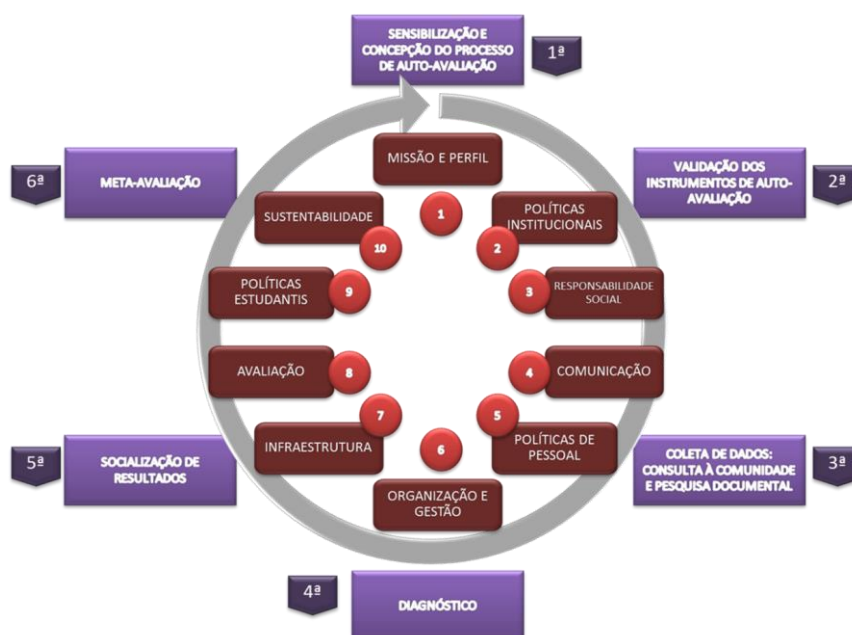 SENSIBILIZAÇÃO E
CONCEPÇÃO DO PROCESSO
DE AUTO-AVALIAÇÃO
1ª
6ª
META-AVALIAÇÃO
MISSÃO E PERFIL
VALIDAÇÃO DOS
INSTRUMENTOS DE AUTO-
AVALIAÇÃO
2ª
SUSTENTABILIDADE
1
POLÍTICAS
INSTITUCIONAIS
10
2
POLÍTICAS
ESTUDANTIS
9
3
RESPONSABILIDADE
SOCIAL
AVALIAÇÃO
8
4
COMUNICAÇÃO
7
5
INFRAESTRUTURA
6
POLÍTICAS DE
PESSOAL
5ª
SOCIALIZAÇÃO DE
RESULTADOS
ORGANIZAÇÃO E
GESTÃO
COLETA DE DADOS:
CONSULTA À COMUNIDADE
E PESQUISA DOCUMENTAL
3ª
4ª
DIAGNÓSTICO